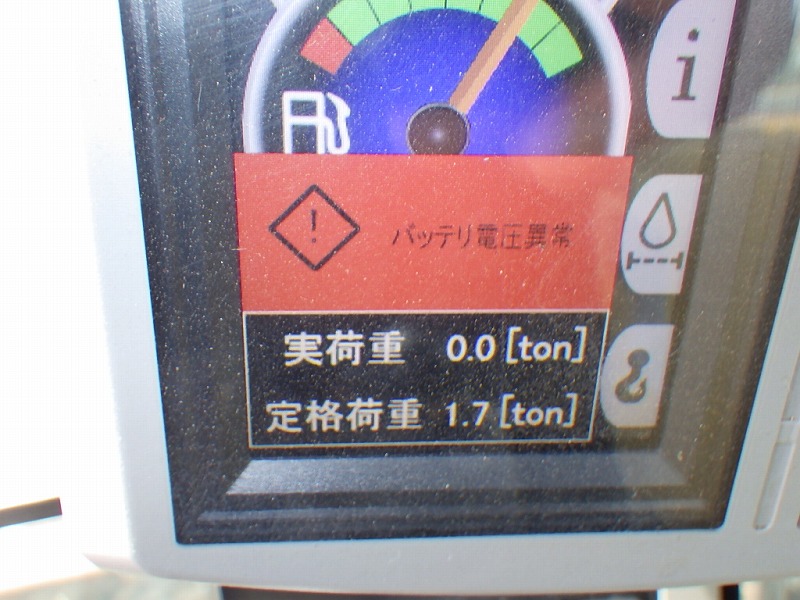 i
!
バッテリ電圧異常
実荷重 0.0[ton]
定格荷重 1.7[ton]